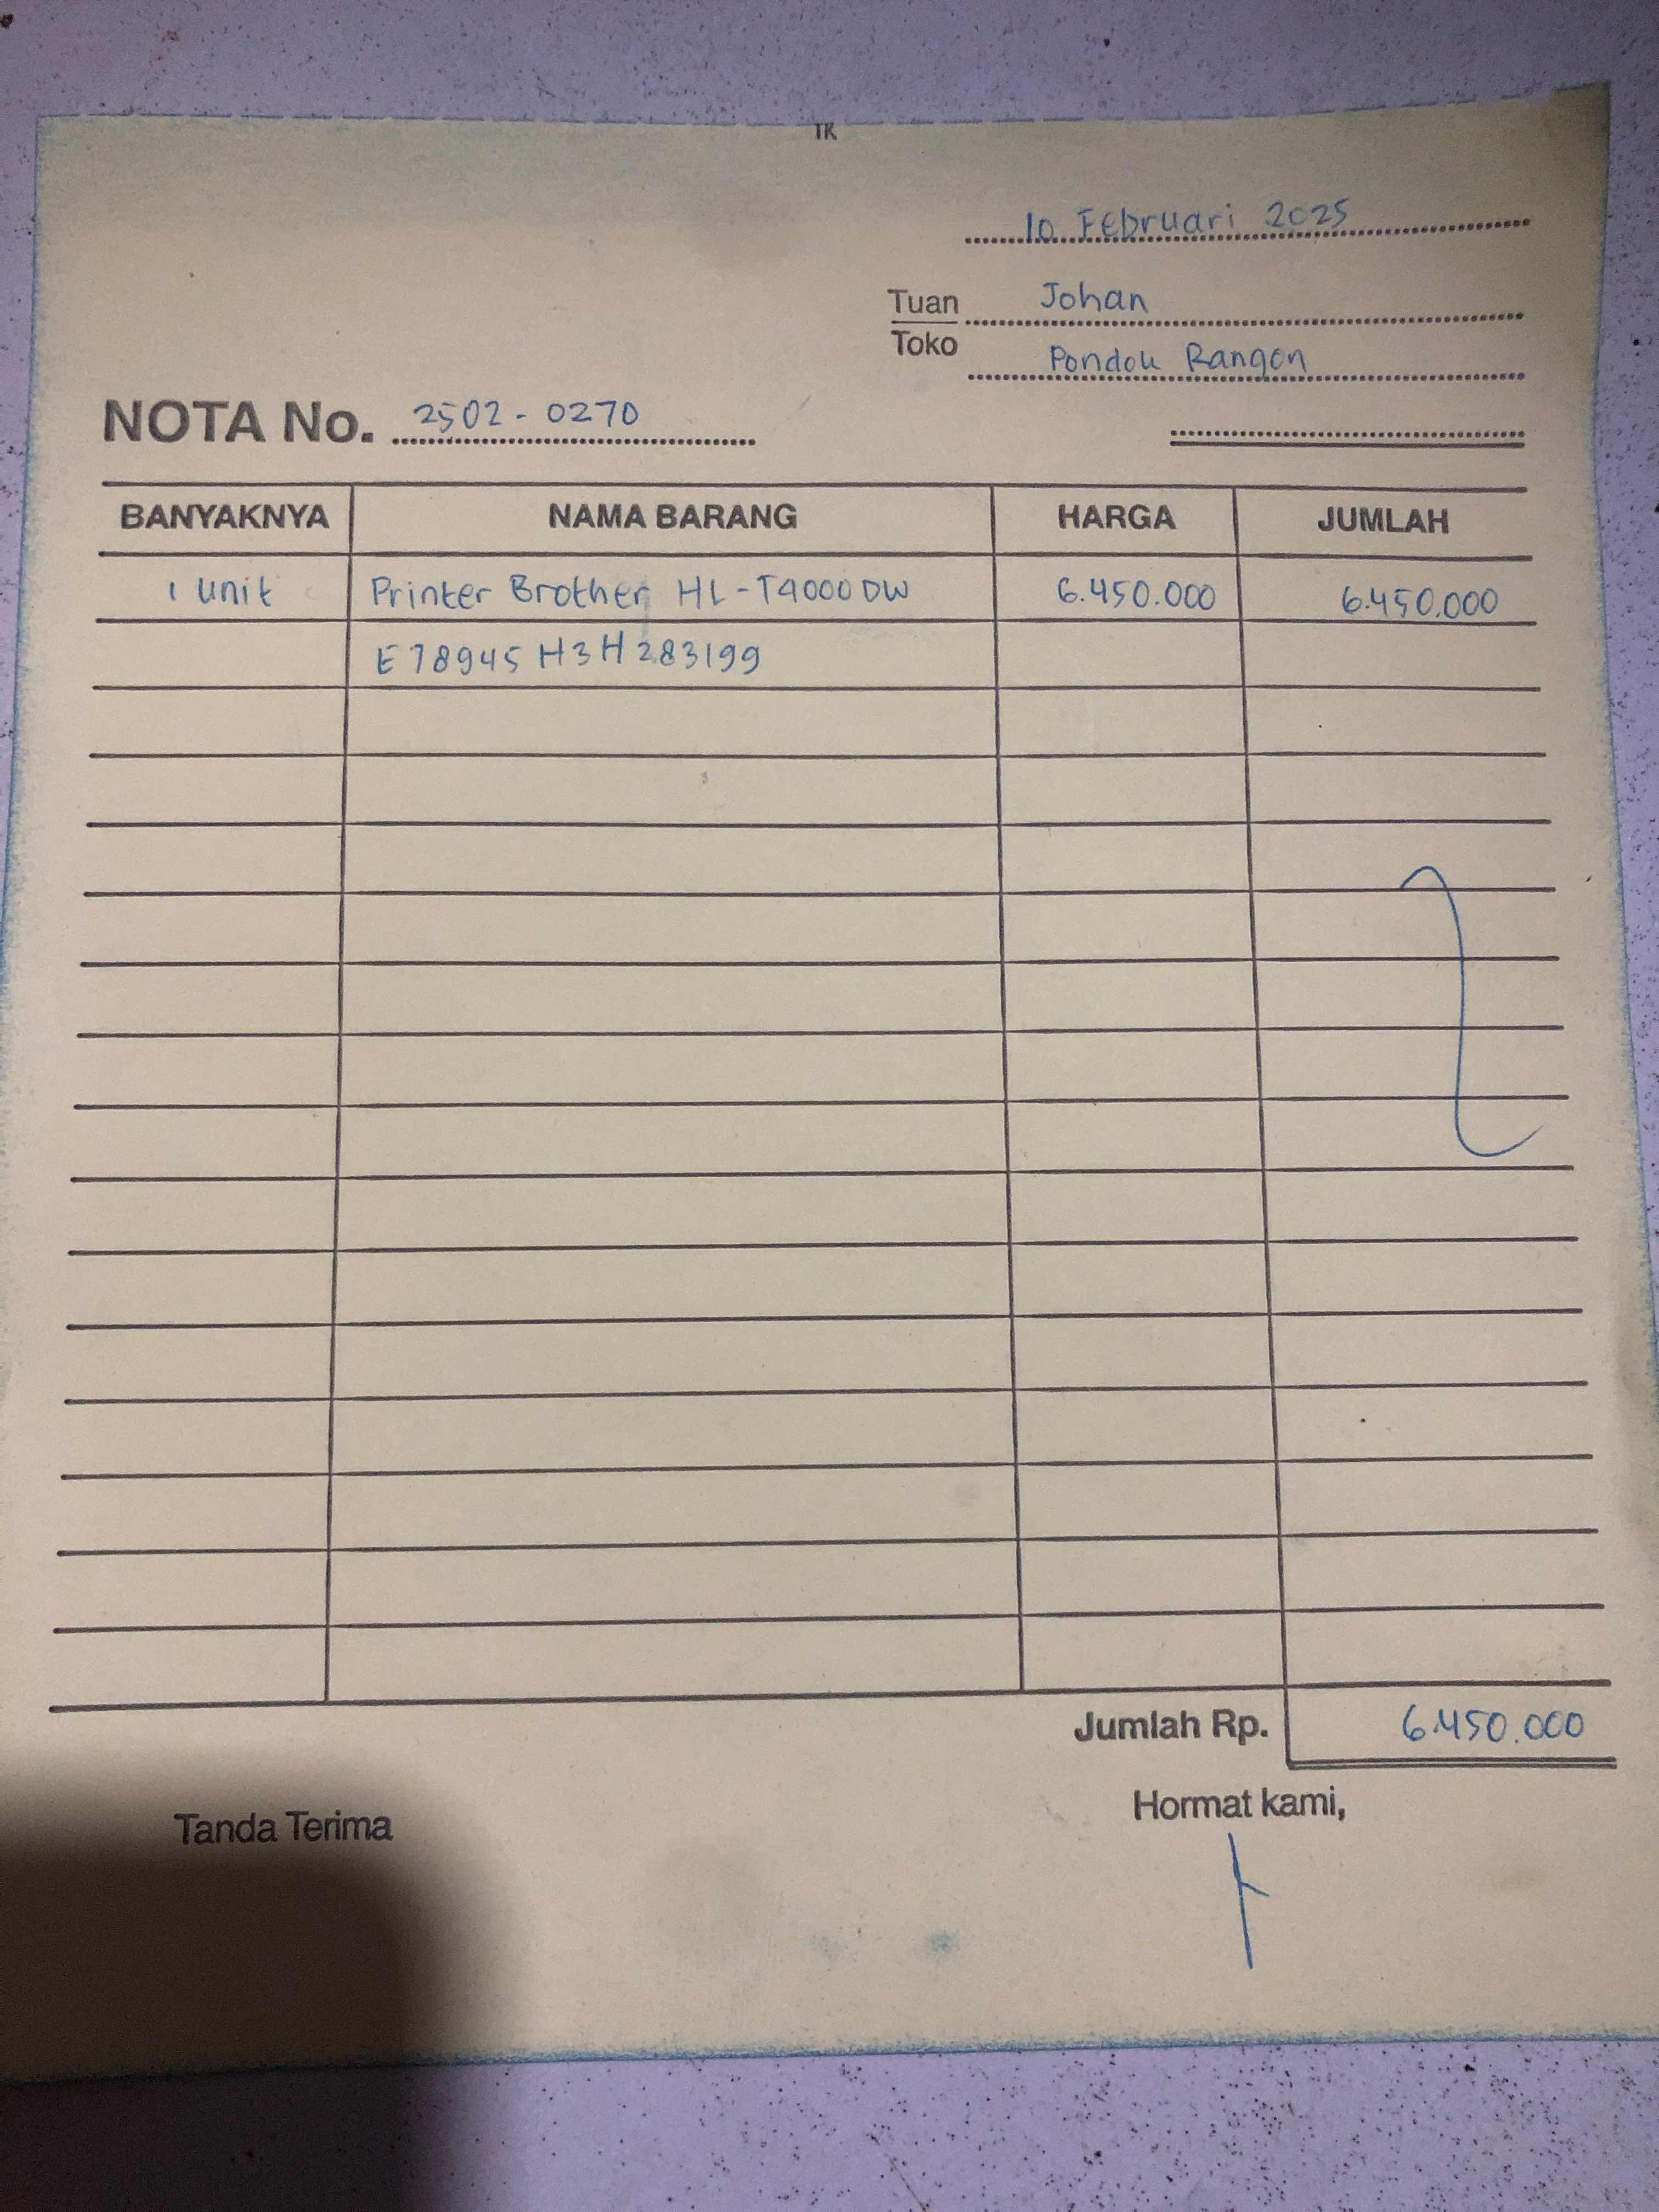 TK
10 Februari 2025
Tuan Johan
Toko Pondok Rangon
NOTA No. 2502-0270
BANYAKNYA NAMA BARANG HARGA JUMLAH
1 unit Printer Brother HL-T4000DW 6.450.000 6.450.000
E78945H3H283199
Jumlah Rp. 6.450.000
Tanda Terima Hormat kami,